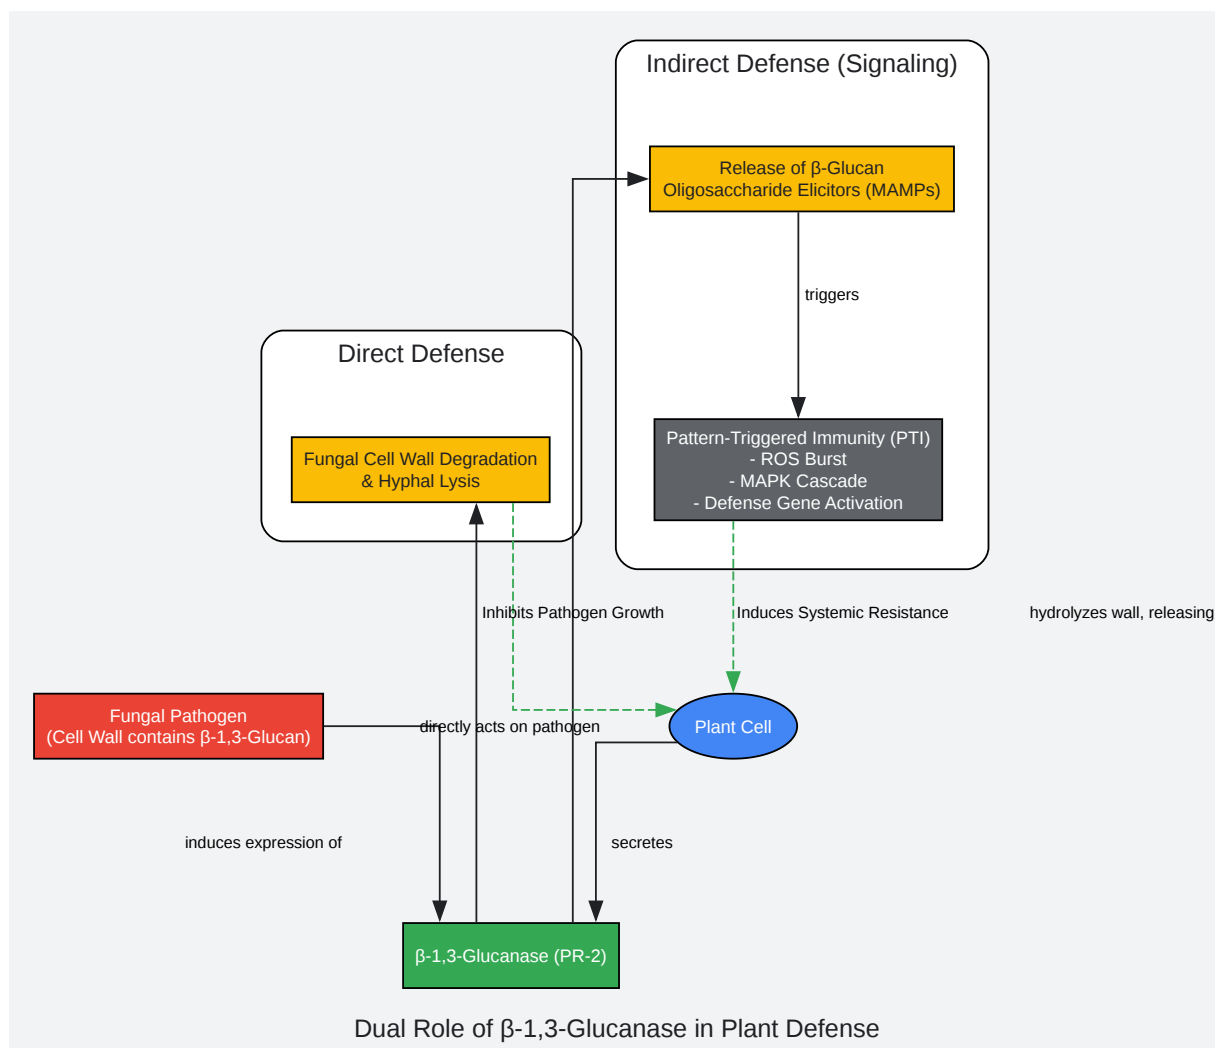 Indirect Defense (Signaling)
Release of β-Glucan
Oligosaccharide Elicitors (MAMPs)
triggers
Direct Defense
Fungal Cell Wall Degradation
& Hyphal Lysis
Pattern-Triggered Immunity (PTI)
- ROS Burst
- MAPK Cascade
- Defense Gene Activation
Inhibits Pathogen Growth
Induces Systemic Resistance
hydrolyzes wall, releasing
Fungal Pathogen
(Cell Wall contains β-1,3-Glucan)
directly acts on pathogen
Plant Cell
induces expression of
secretes
β-1,3-Glucanase (PR-2)
Dual Role of β-1,3-Glucanase in Plant Defense